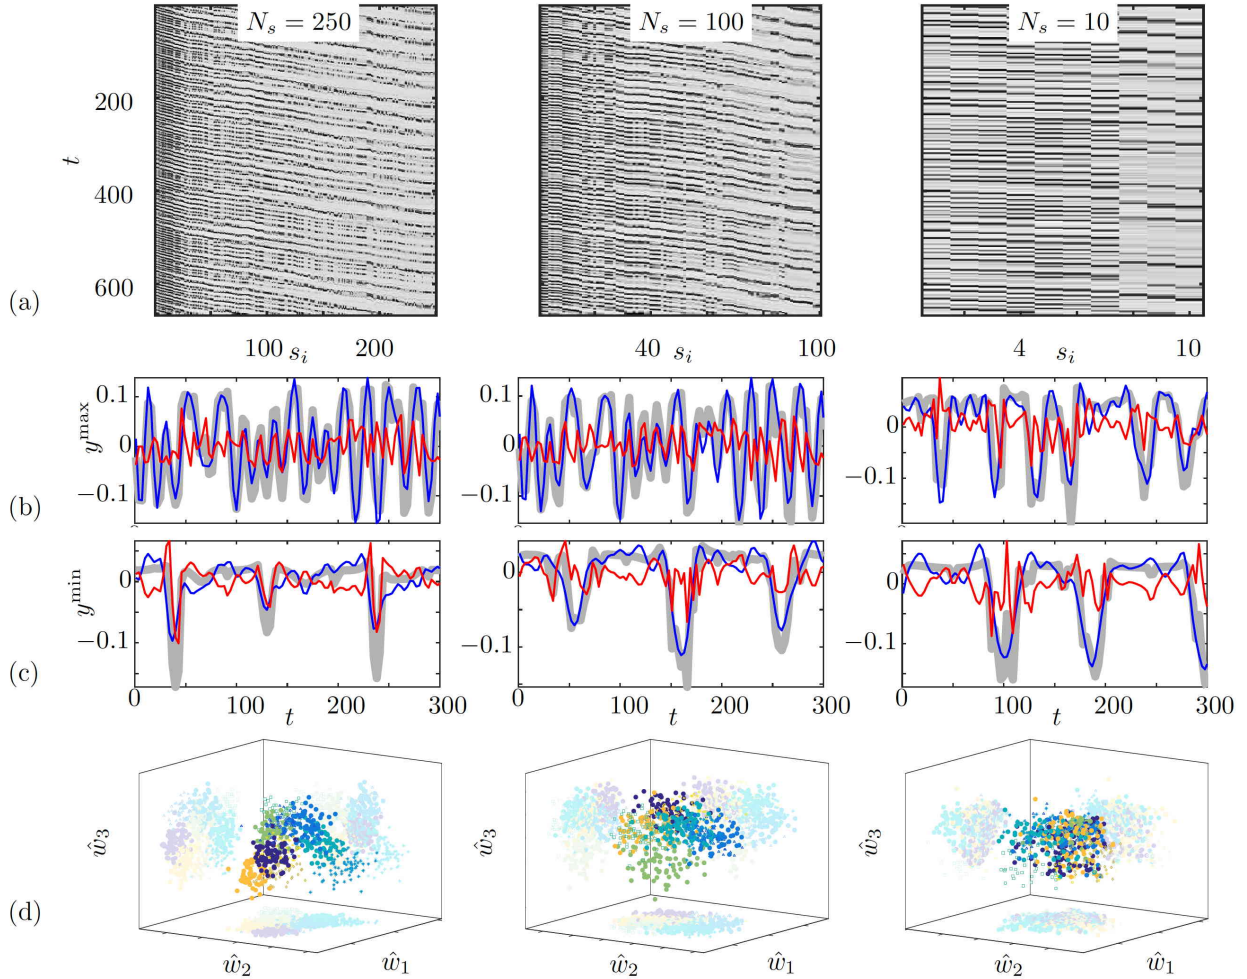 N_s = 250 N_s = 100 N_s = 10
200
t
400
600
(a)
100 s_i 200 40 s_i 100 4 s_i 10
0.1 0.1
y^max 0 0 0
−0.1 −0.1 −0.1
(b)
y^min 0 0 0
−0.1 −0.1 −0.1
(c)
0 100 200 300 0 100 200 300 0 100 200 300
t t t
ŵ_3 ŵ_3 ŵ_3
(d)
ŵ_2 ŵ_1 ŵ_2 ŵ_1 ŵ_2 ŵ_1